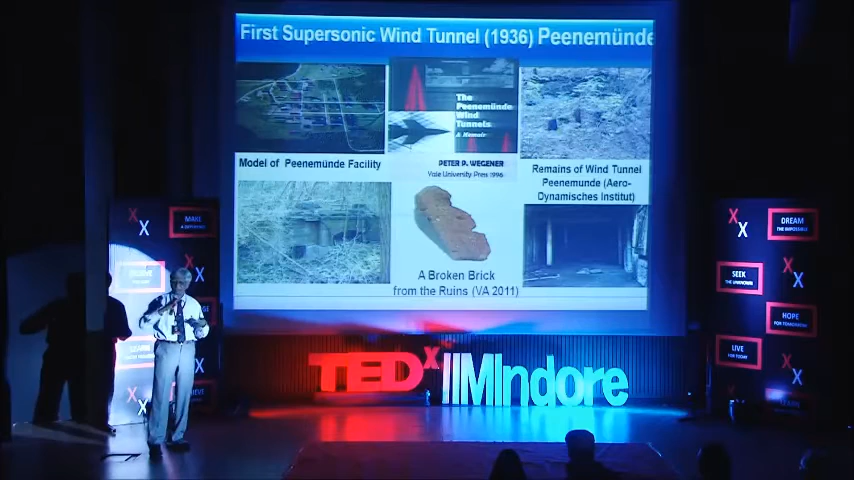 First Supersonic Wind Tunnel (1936) Peenemünde
The
Peenemünde
Wind
Tunnels
A Memoir
Model of Peenemünde Facility
PETER P. WEGENER
Yale University Press 1996
Remains of Wind Tunnel
Peenemunde (Aero-
Dynamisches Institut)
A Broken Brick
from the Ruins (VA 2011)
X
X
MAKE
A DIFFERENCE
X
X
X
X
X
X
DREAM
THE IMPOSSIBLE
SEEK
THE UNKNOWN
X
X
HOPE
FOR TOMORROW
LIVE
FOR TODAY
X
X
TEDx IIMIndore